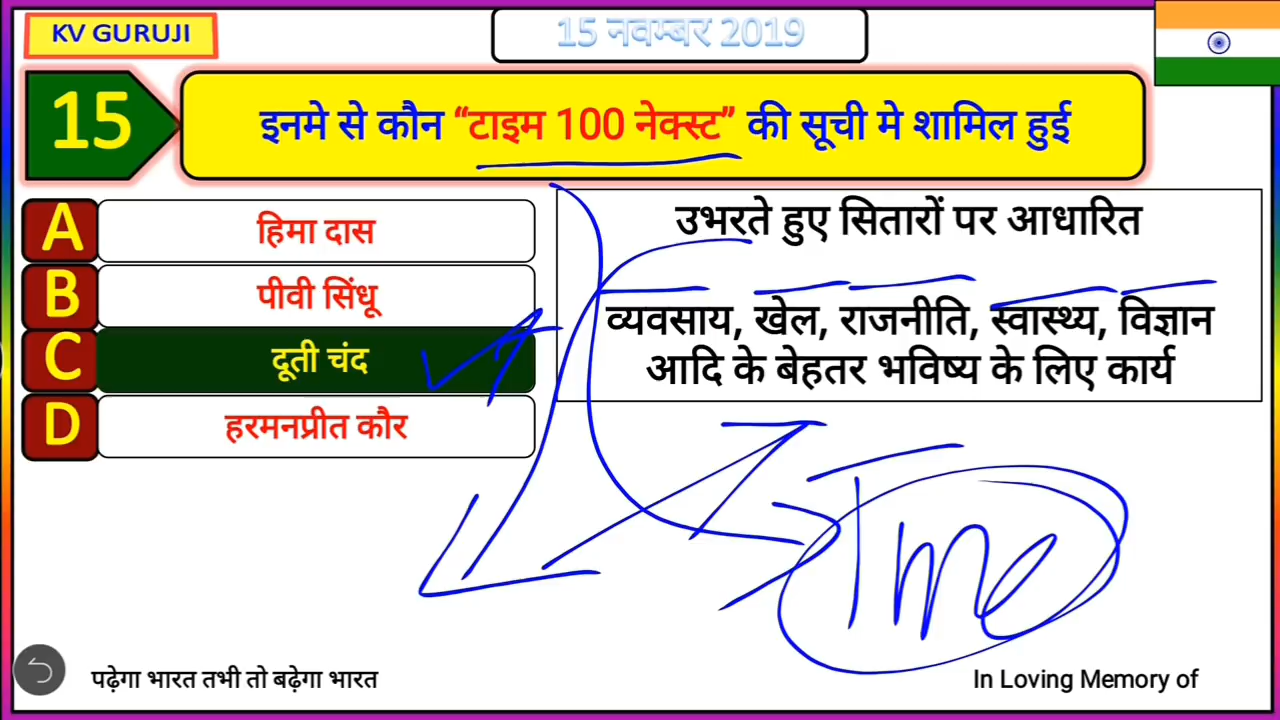 KV GURUJI
15 नवम्बर 2019
15
इनमे से कौन “टाइम 100 नेक्स्ट” की सूची मे शामिल हुई
A
हिमा दास
B
पीवी सिंधू
C
दूती चंद
D
हरमनप्रीत कौर
उभरते हुए सितारों पर आधारित
व्यवसाय, खेल, राजनीति, स्वास्थ्य, विज्ञान
आदि के बेहतर भविष्य के लिए कार्य
Time
पढ़ेगा भारत तभी तो बढ़ेगा भारत
In Loving Memory of